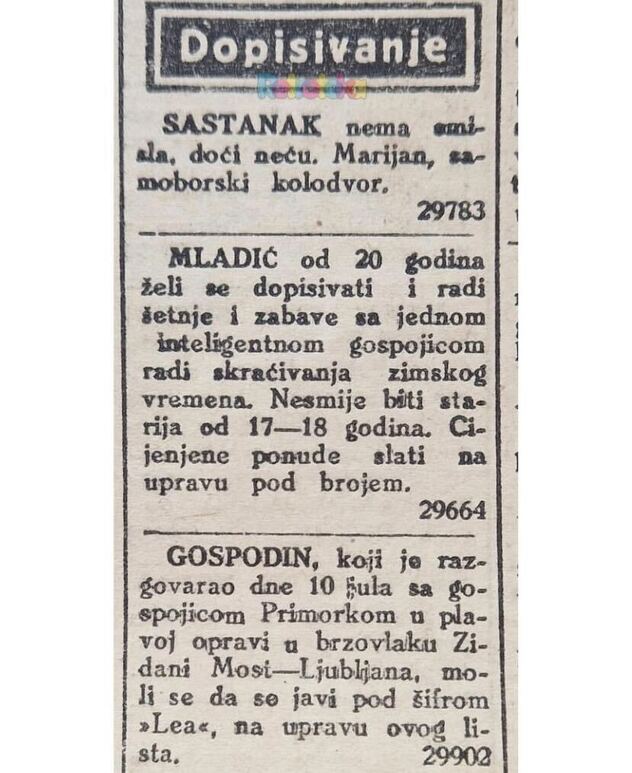 Dopisivanje
SASTANAK nema smi-
sla, doći neću. Marijan, sa-
moborski kolodvor.
29783
MLADIĆ od 20 godina
želi se dopisivati i radi
šetnje i zabave sa jednom
inteligentnom gospojicom
radi skraćivanja zimskog
vremena. Nesmije biti sta-
rija od 17—18 godina. Ci-
jenjene ponude slati na
upravu pod brojem.
29664
GOSPODIN, koji je raz-
govarao dne 10 jula sa go-
spojicom Primorkom u pla-
voj opravi u brzovlaku Zi-
dani Most—Ljubljana, mo-
li se da se javi pod šifrom
»Lea«, na upravu ovog li-
sta. 29902